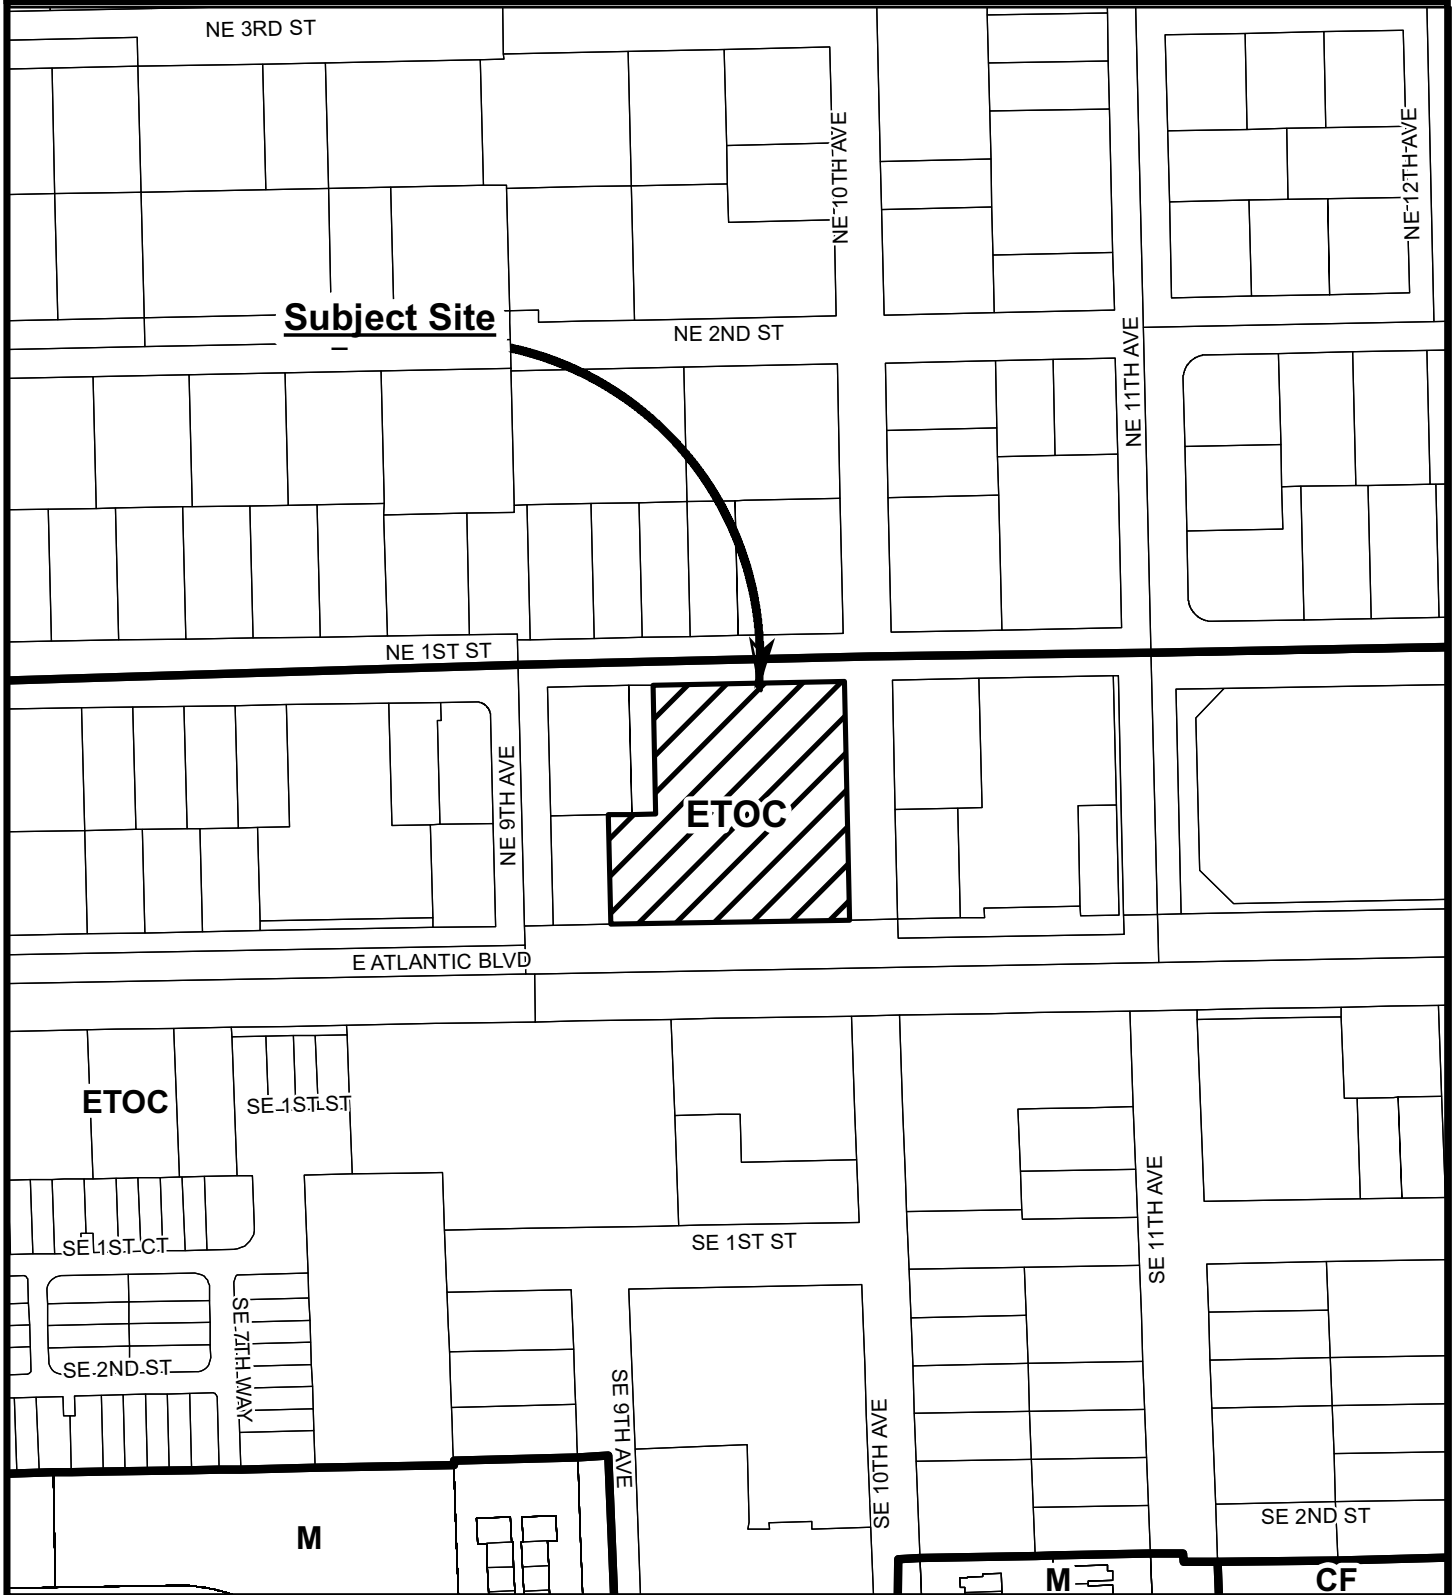 NE 3RD ST
NE 10TH AVE
NE 12TH AVE
Subject Site
NE 2ND ST
NE 11TH AVE
NE 1ST ST
NE 9TH AVE
ETOC
E ATLANTIC BLVD
ETOC
SE 1ST ST
SE 11TH AVE
SE 1ST CT
SE 1ST ST
SE 7TH WAY
SE 2ND ST
SE 9TH AVE
SE 10TH AVE
SE 2ND ST
M
M
CF